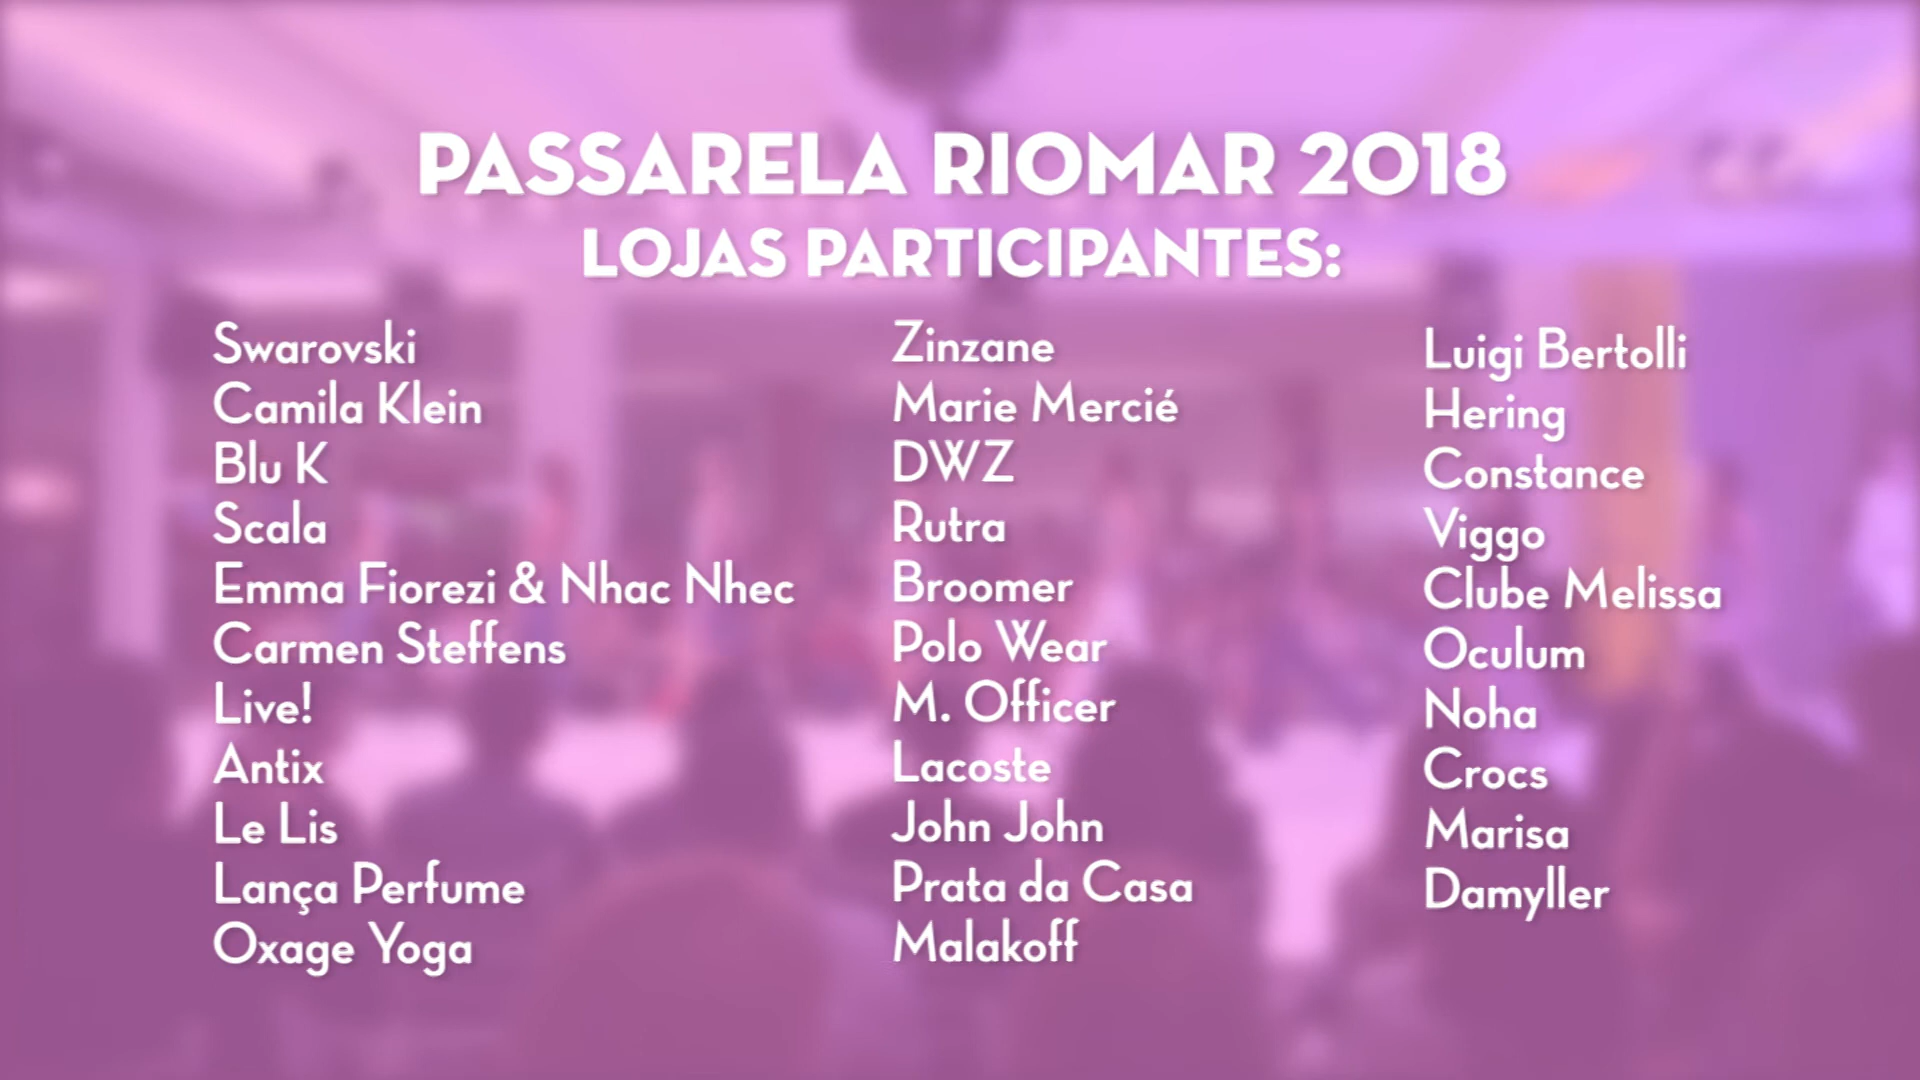 PASSARELA RIOMAR 2018
LOJAS PARTICIPANTES:
Swarovski
Camila Klein
Blu K
Scala
Emma Fiorezi & Nhac Nhec
Carmen Steffens
Live!
Antix
Le Lis
Lança Perfume
Oxage Yoga
Zinzane
Marie Mercié
DWZ
Rutra
Broomer
Polo Wear
M. Officer
Lacoste
John John
Prata da Casa
Malakoff
Luigi Bertolli
Hering
Constance
Viggo
Clube Melissa
Oculum
Noha
Crocs
Marisa
Damyller